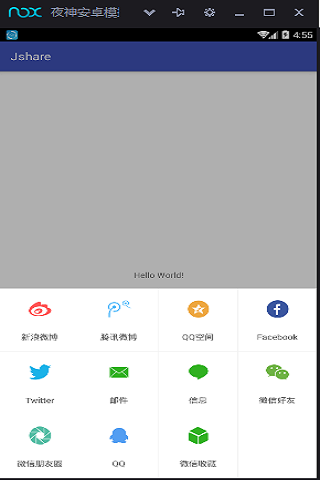 nox 夜神安卓模拟
4:55
Jshare
Hello World!
新浪微博 腾讯微博 QQ空间 Facebook
Twitter 邮件 信息 微信好友
微信朋友圈 QQ 微信收藏